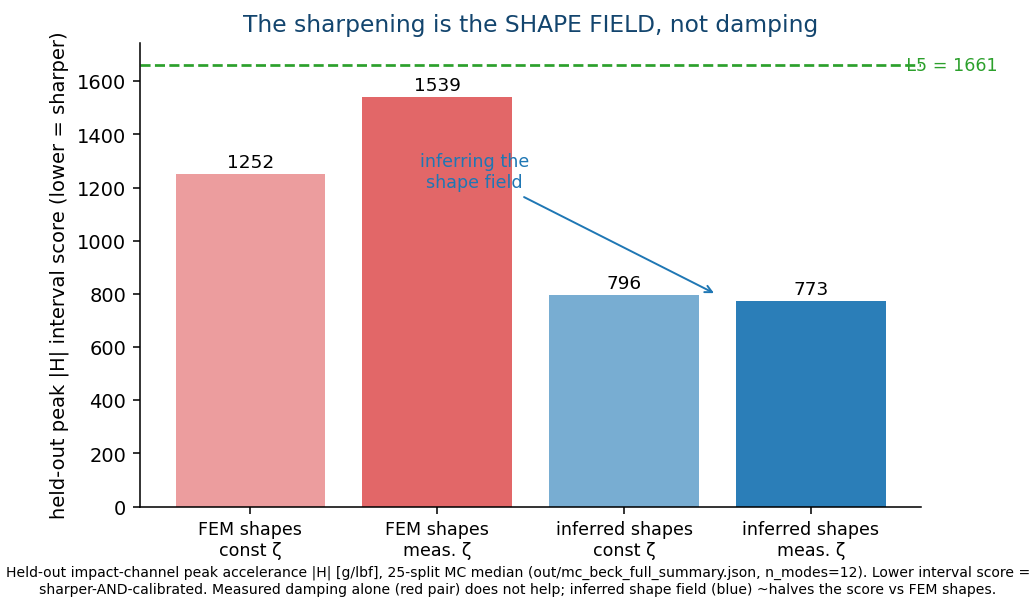 The sharpening is the SHAPE FIELD, not damping
held-out peak |H| interval score (lower = sharper)
1600
1400
1200
1000
800
600
400
200
0
L5 = 1661
1252
1539
796
773
inferring the
shape field
FEM shapes
const ζ
FEM shapes
meas. ζ
inferred shapes
const ζ
inferred shapes
meas. ζ
Held-out impact-channel peak accelerance |H| [g/lbf], 25-split MC median (out/mc_beck_full_summary.json, n_modes=12). Lower interval score =
sharper-AND-calibrated. Measured damping alone (red pair) does not help; inferred shape field (blue) ~halves the score vs FEM shapes.